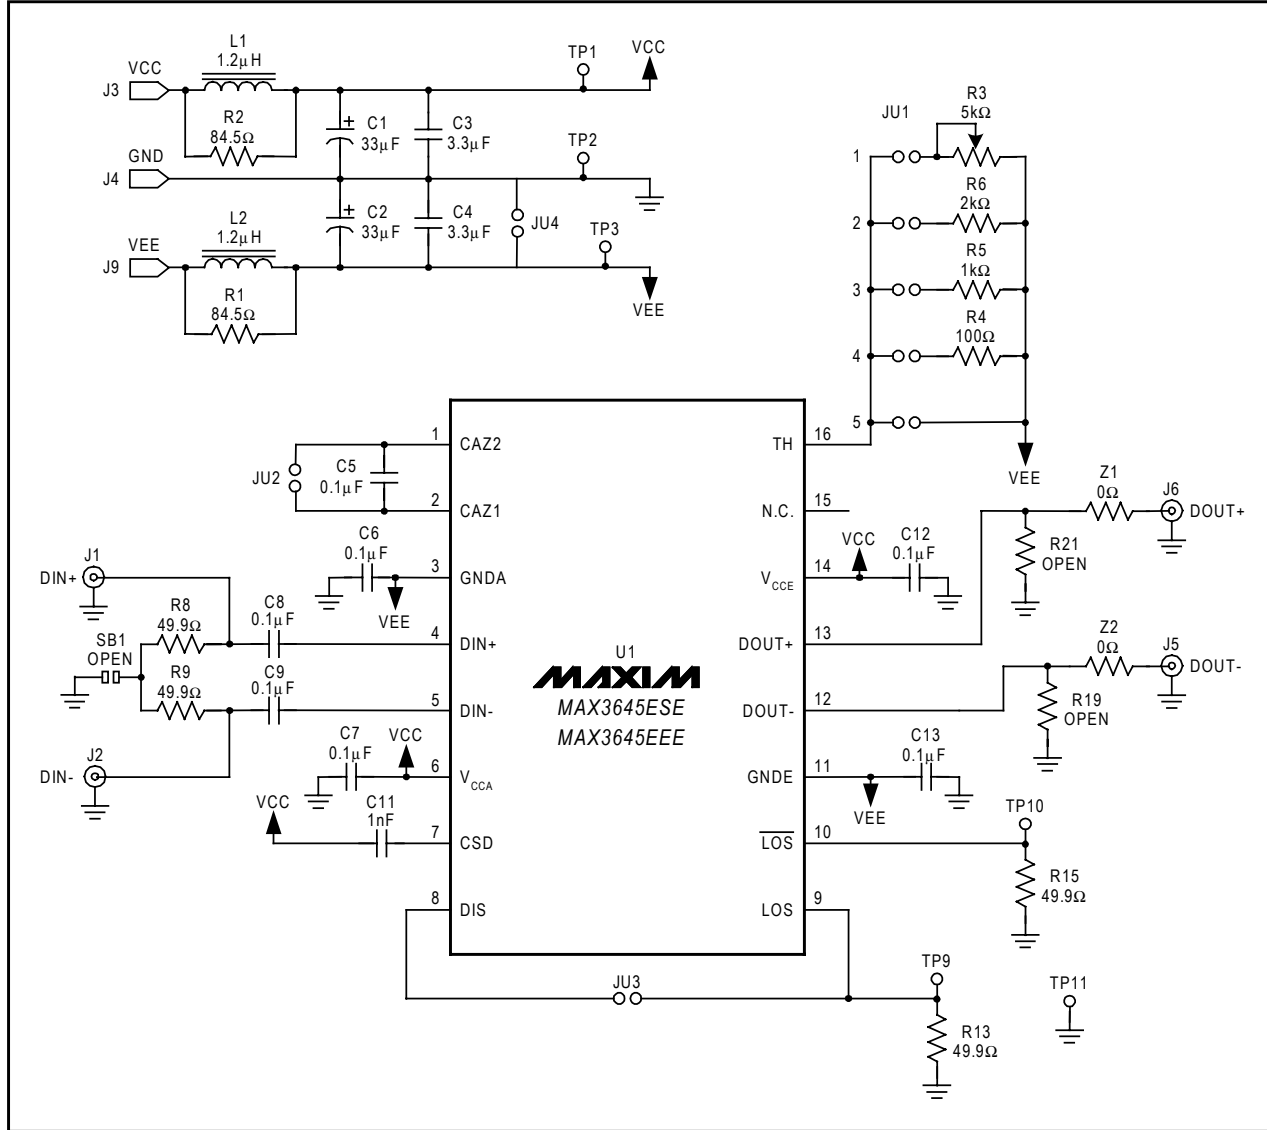 L1
1.2µH
VCC
J3
R2
84.5Ω
GND
J4
L2
1.2µH
VEE
J9
R1
84.5Ω
+
C1
33µF
C3
3.3µF
+
C2
33µF
C4
3.3µF
JU4
TP1
VCC
TP2
TP3
VEE
JU1
R3
5kΩ
1
R6
2kΩ
2
R5
1kΩ
3
R4
100Ω
4
5
VEE
JU2
C5
0.1µF
1
CAZ2
2
CAZ1
C6
0.1µF
VEE
3
GNDA
J1
DIN+
R8
49.9Ω
C8
0.1µF
4
DIN+
SB1
OPEN
R9
49.9Ω
C9
0.1µF
5
DIN-
J2
DIN-
C7
0.1µF
VCC
6
VCCA
VCC
C11
1nF
7
CSD
8
DIS
U1
MAXIM
MAX3645ESE
MAX3645EEE
16
TH
15
N.C.
14
VCCE
VCC
C12
0.1µF
13
DOUT+
R21
OPEN
Z1
0Ω
J6
DOUT+
12
DOUT-
R19
OPEN
Z2
0Ω
J5
DOUT-
11
GNDE
VEE
C13
0.1µF
10
LOS
TP10
R15
49.9Ω
9
LOS
JU3
TP9
R13
49.9Ω
TP11